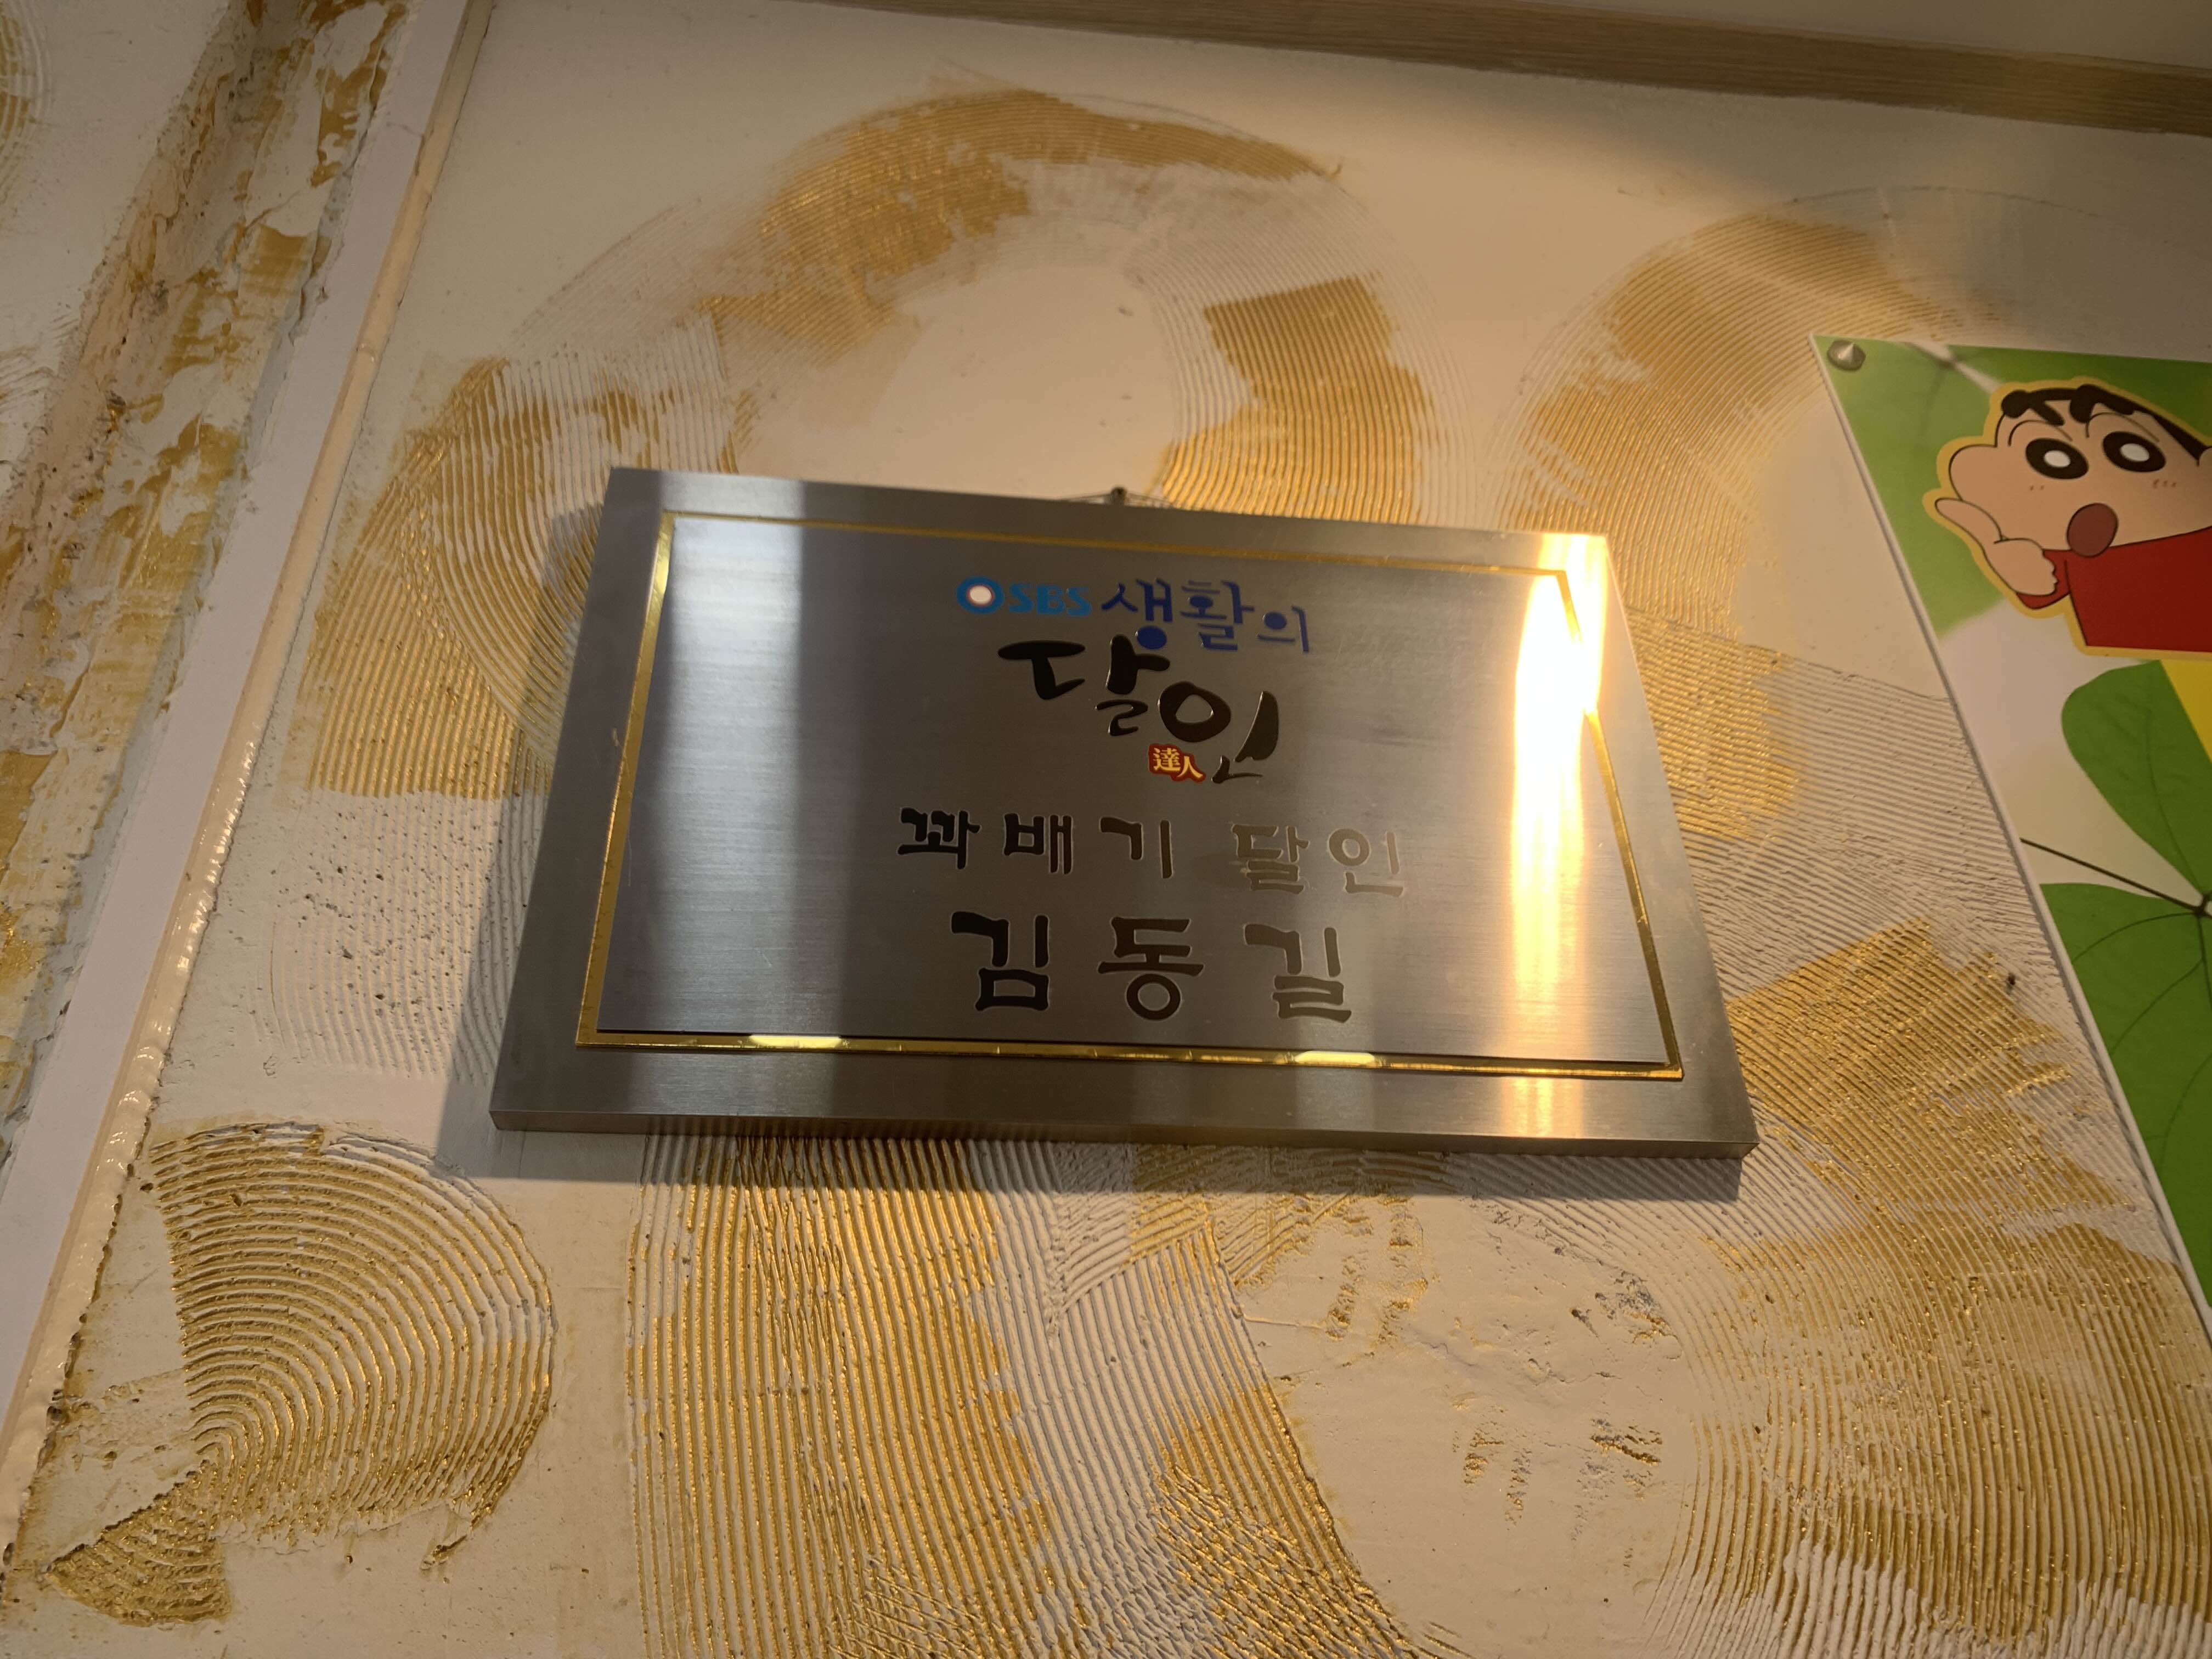 SBS 생활의
달인
達人
꽈배기 달인
김동길